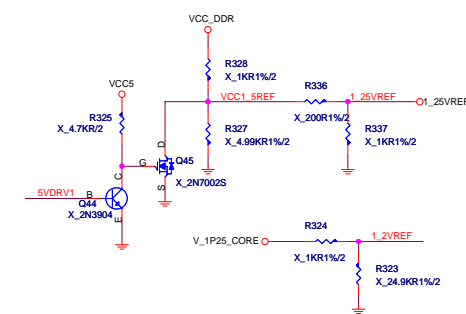 VCC_DDR
R328
X_1KR1%/2
VCC5
VCC1_5REF
R336
1_25VREF
1_25VREF
R325
X_4.7KR/2
X_200R1%/2
R327
X_4.99KR1%/2
R337
X_1KR1%/2
D
G
Q45
S
X_2N7002S
C
5VDRV1
B
Q44
X_2N3904
E
R324
V_1P25_CORE
1_2VREF
X_1KR1%/2
R323
X_24.9KR1%/2